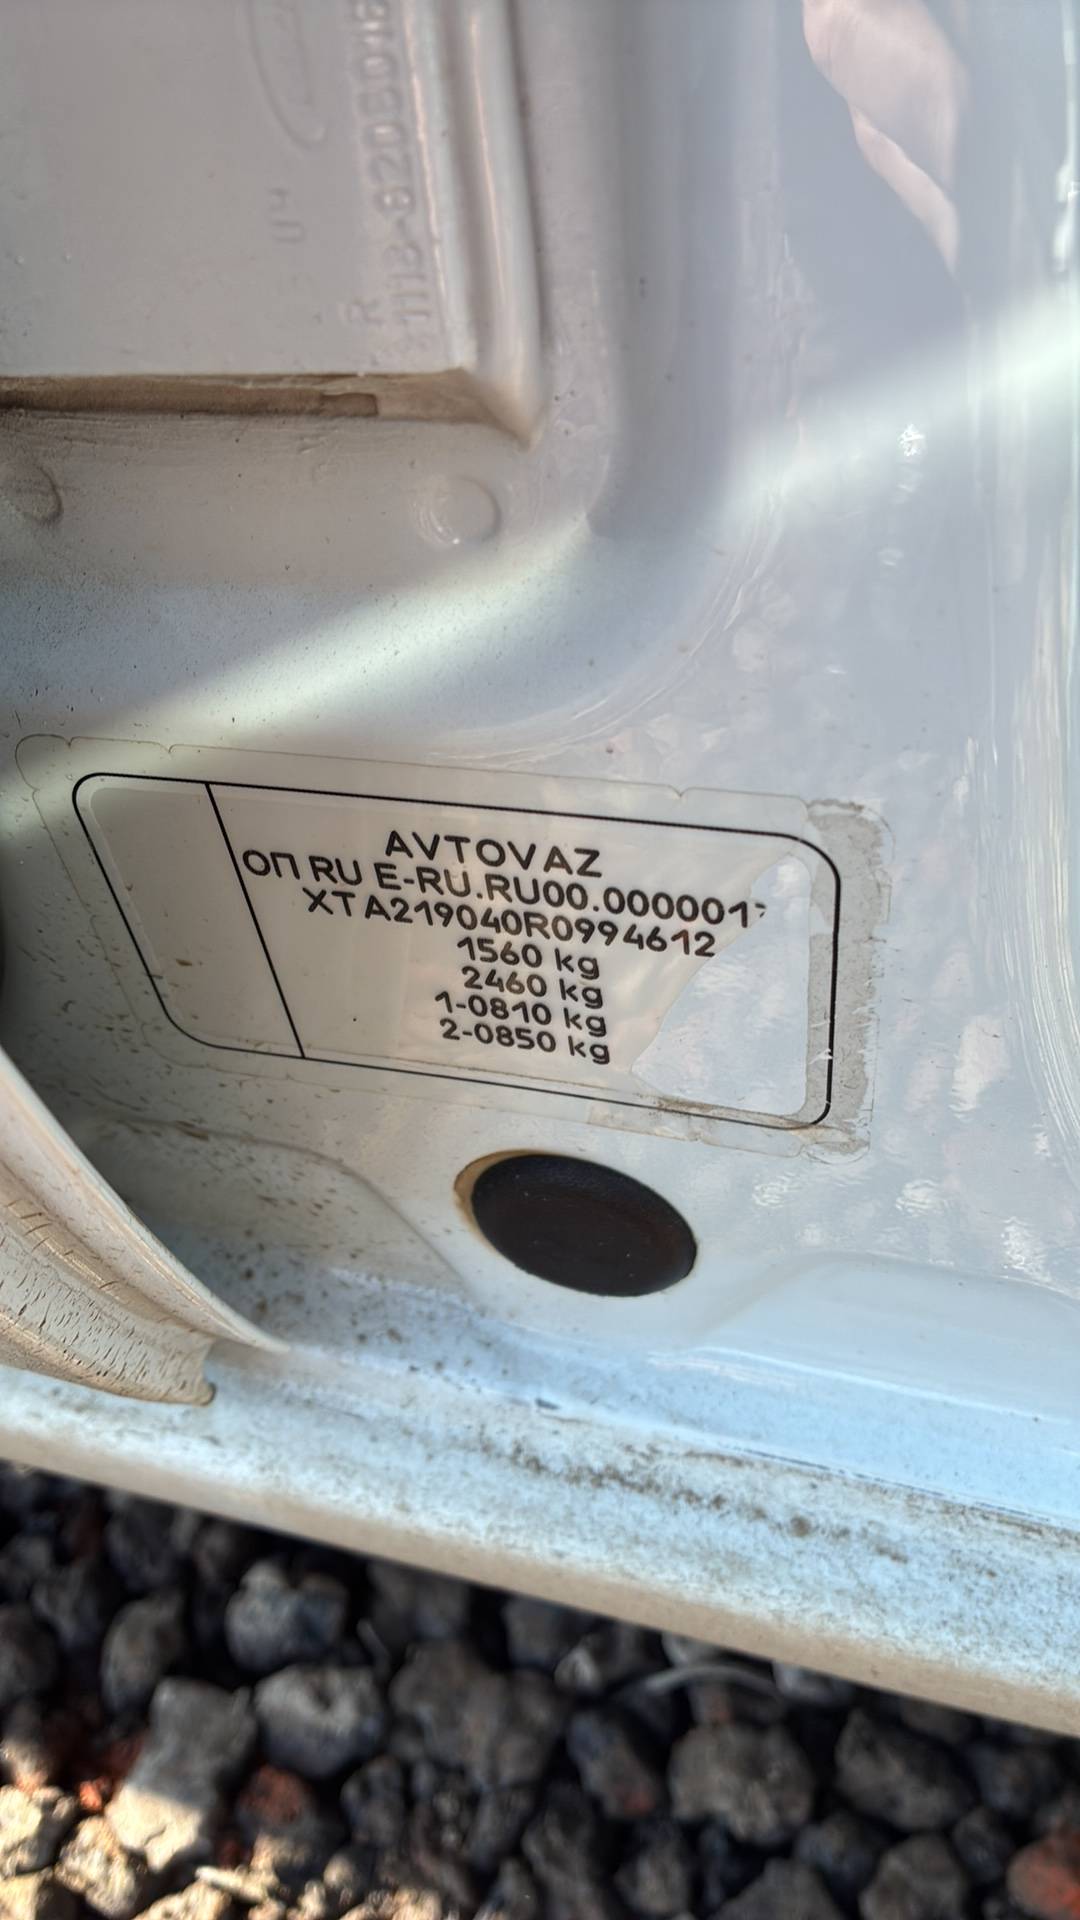 R
AVTOVAZ
ОП RU E-RU.RU00.000001
XTA219040R0994612
1560 kg
2460 kg
1-0810 kg
2-0850 kg